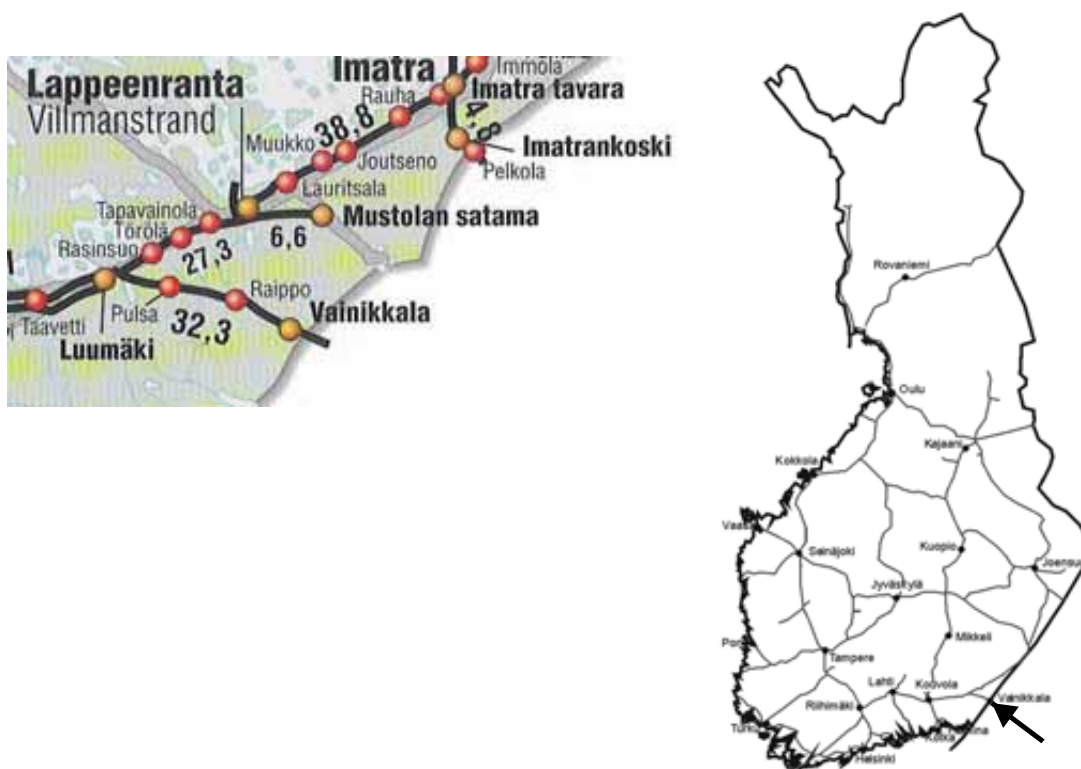 Lappeenranta
Villmanstrand
Imatra
Immola
Rauha
Imatra tavara
4,8
Muukko
38,8
Imatrankoski
Joutseno
Pelkola
Lauritsala
Tapavainola
Mustolan satama
Törölä
6,6
Rasinsuo
27,3
Raippo
Pulsa
Vainikkala
Taavetti
32,3
Luumäki
Rovaniemi
Oulu
Kajaani
Kokkola
Vaasa
Seinäjoki
Kuopio
Joensuu
Jyväskylä
Mikkeli
Tampere
Lahti
Kouvola
Vainikkala
Riihimäki
Turku
Kotka
Helsinki